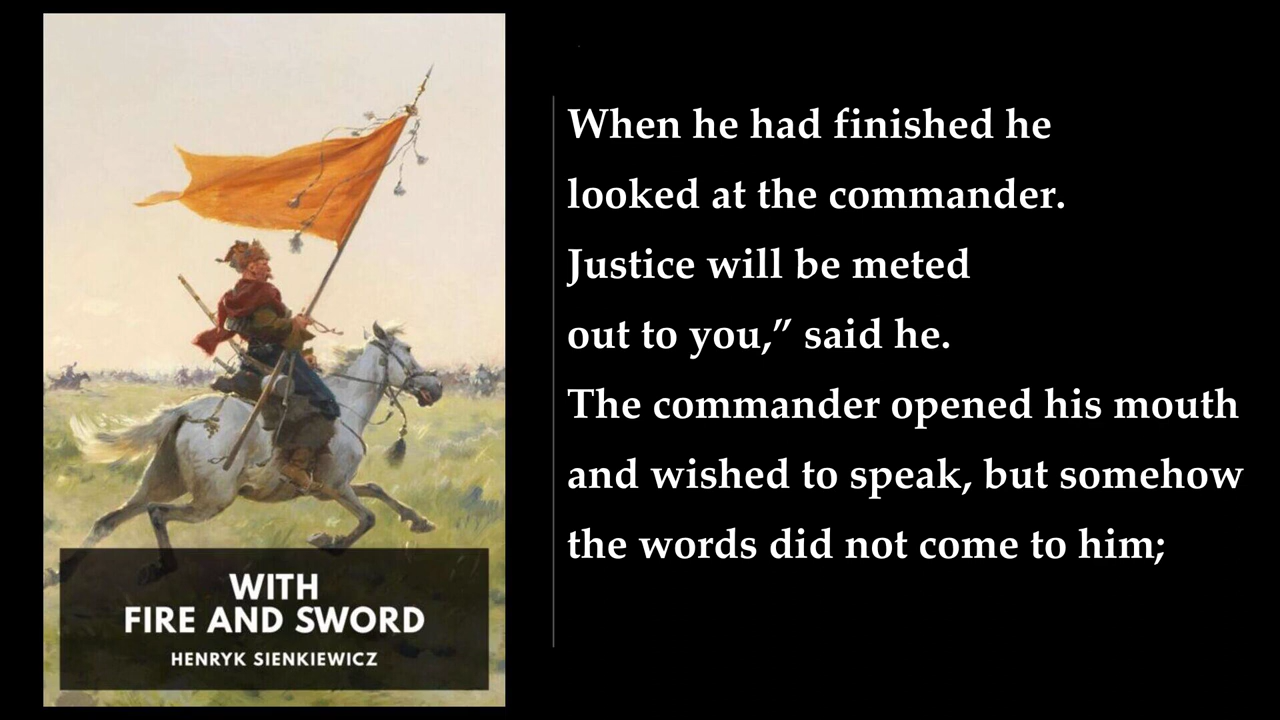 WITH
FIRE AND SWORD
HENRYK SIENKIEWICZ
When he had finished he
looked at the commander.
Justice will be meted
out to you,” said he.
The commander opened his mouth
and wished to speak, but somehow
the words did not come to him;